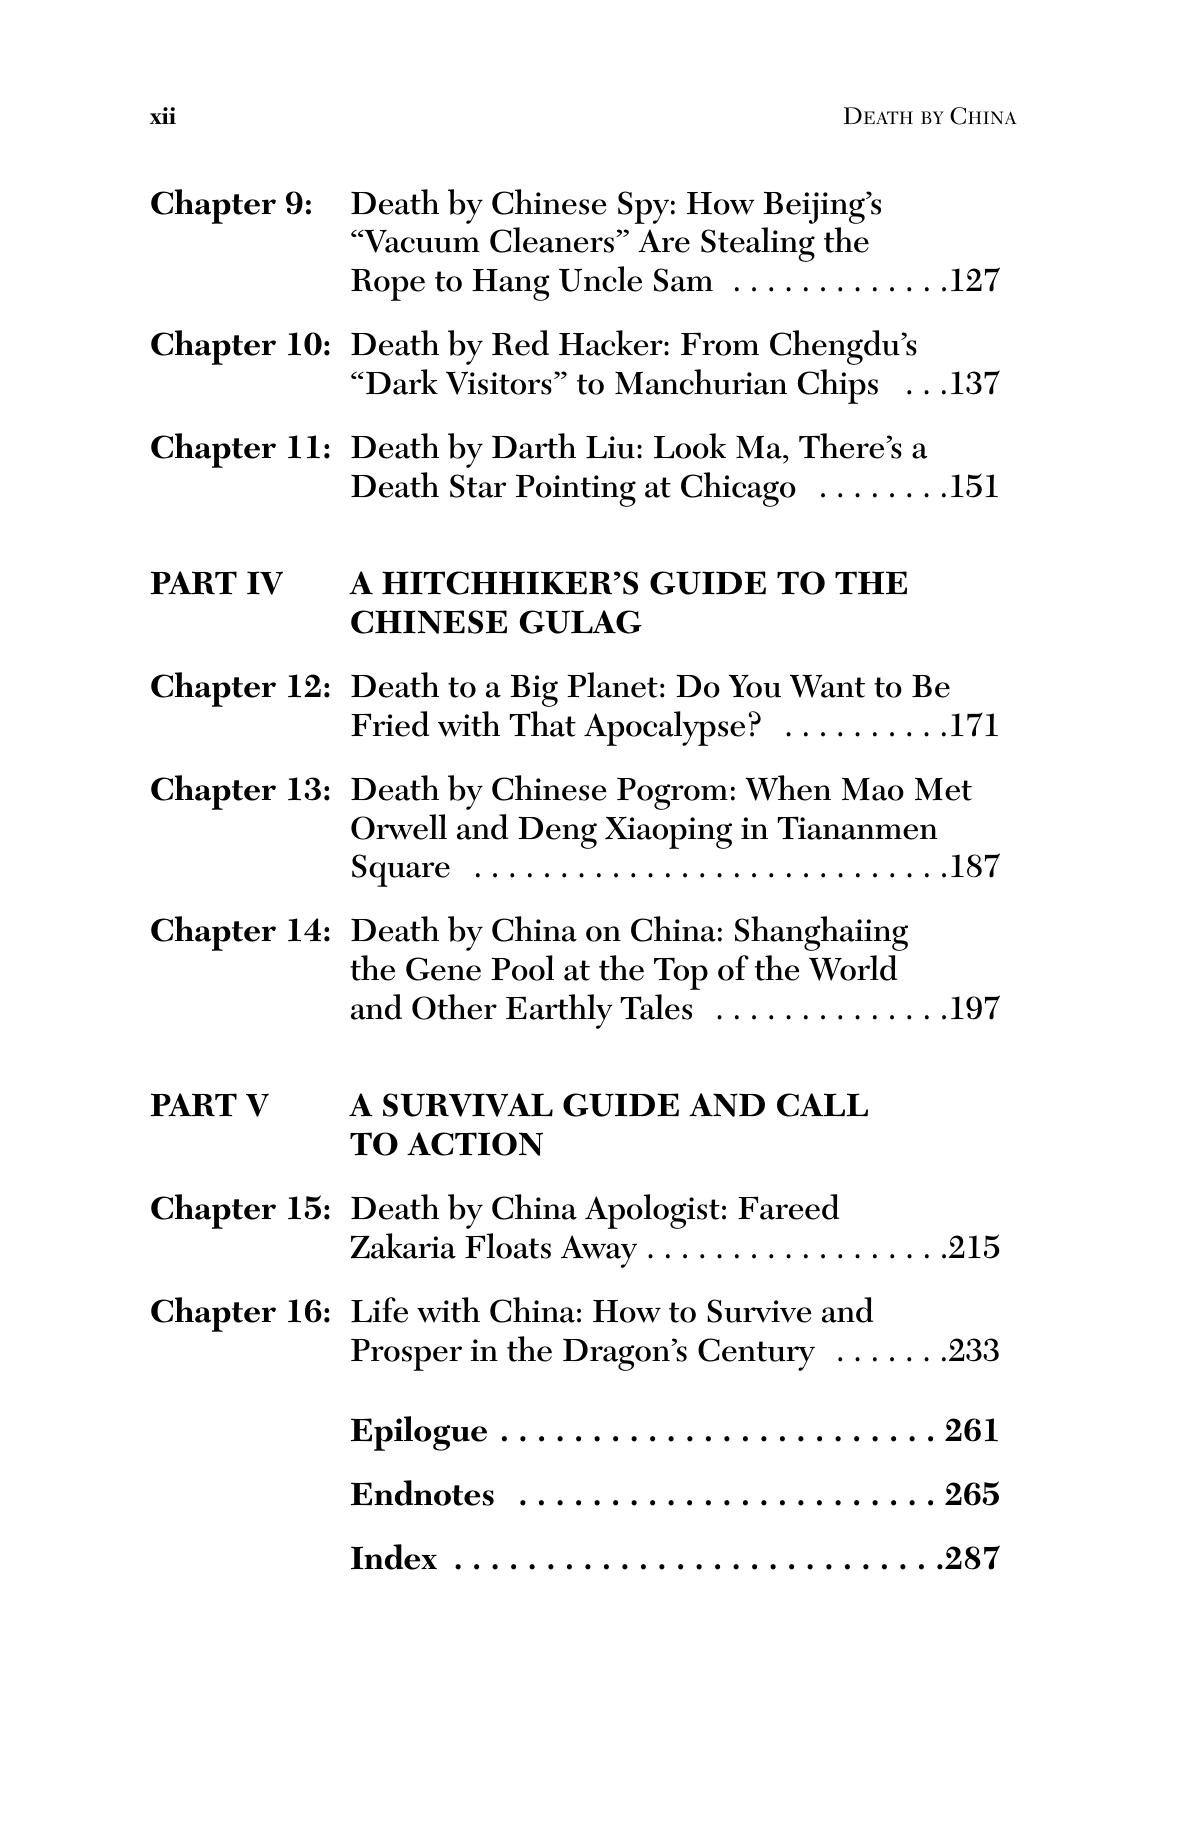 xii DEATH BY CHINA
Chapter 9: Death by Chinese Spy: How Beijing’s
“Vacuum Cleaners” Are Stealing the
Rope to Hang Uncle Sam . . . . . . . . . . . . .127
Chapter 10: Death by Red Hacker: From Chengdu’s
“Dark Visitors” to Manchurian Chips . . .137
Chapter 11: Death by Darth Liu: Look Ma, There’s a
Death Star Pointing at Chicago . . . . . . . .151
PART IV A HITCHHIKER’S GUIDE TO THE
CHINESE GULAG
Chapter 12: Death to a Big Planet: Do You Want to Be
Fried with That Apocalypse? . . . . . . . . . .171
Chapter 13: Death by Chinese Pogrom: When Mao Met
Orwell and Deng Xiaoping in Tiananmen
Square . . . . . . . . . . . . . . . . . . . . . . . . . . . .187
Chapter 14: Death by China on China: Shanghaiing
the Gene Pool at the Top of the World
and Other Earthly Tales . . . . . . . . . . . . . .197
PART V A SURVIVAL GUIDE AND CALL
TO ACTION
Chapter 15: Death by China Apologist: Fareed
Zakaria Floats Away . . . . . . . . . . . . . . . . . .215
Chapter 16: Life with China: How to Survive and
Prosper in the Dragon’s Century . . . . . . .233
Epilogue . . . . . . . . . . . . . . . . . . . . . . . . 261
Endnotes . . . . . . . . . . . . . . . . . . . . . . . 265
Index . . . . . . . . . . . . . . . . . . . . . . . . . . .287